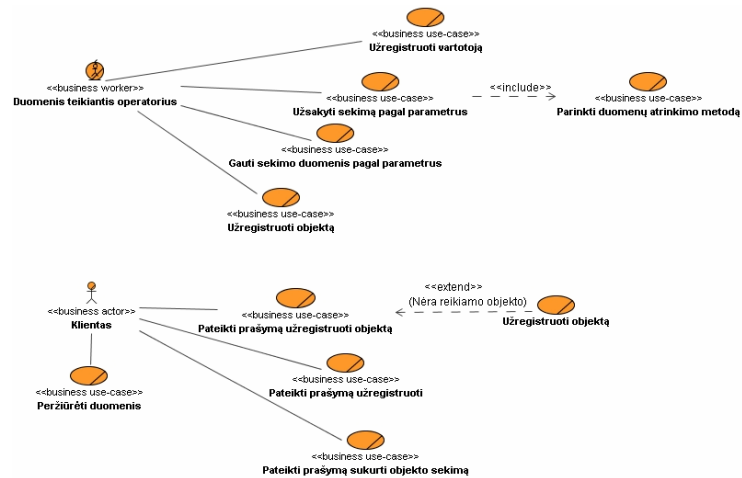 <<business use-case>>
Užregistruoti vartotoją
<<business worker>>
Duomenis teikiantis operatorius
<<business use-case>>
Užsakyti sekimą pagal parametrus
<<include>>
<<business use-case>>
Parinkti duomenų atrinkimo metodą
<<business use-case>>
Gauti sekimo duomenis pagal parametrus
<<business use-case>>
Užregistruoti objektą
<<business actor>>
Klientas
<<business use-case>>
Pateikti prašymą užregistruoti objektą
<<extend>>
(Nėra reikiamo objekto)
<<business use-case>>
Užregistruoti objektą
<<business use-case>>
Pateikti prašymą užregistruoti
<<business use-case>>
Peržiūrėti duomenis
<<business use-case>>
Pateikti prašymą sukurti objekto sekimą